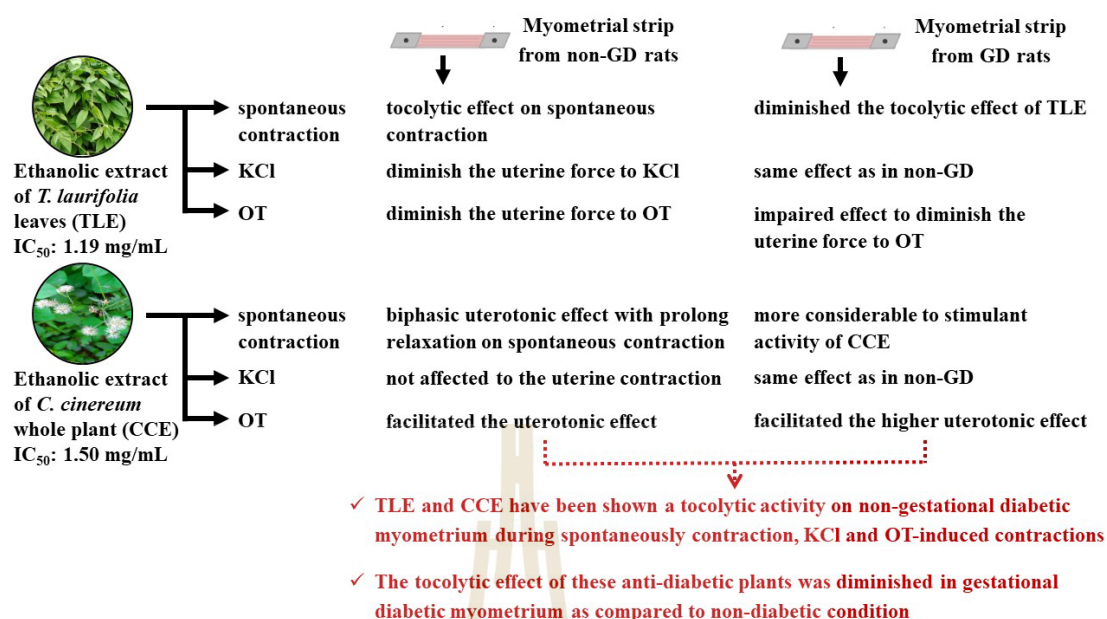 Myometrial strip
from non-GD rats
Myometrial strip
from GD rats
spontaneous
contraction
tocolytic effect on spontaneous
contraction
diminished the tocolytic effect of TLE
KCl
diminish the uterine force to KCl
same effect as in non-GD
OT
diminish the uterine force to OT
impaired effect to diminish the
uterine force to OT
Ethanolic extract
of T. laurifolia
leaves (TLE)
IC₅₀: 1.19 mg/mL
spontaneous
contraction
biphasic uterotonic effect with prolong
relaxation on spontaneous contraction
more considerable to stimulant
activity of CCE
KCl
not affected to the uterine contraction
same effect as in non-GD
OT
facilitated the uterotonic effect
facilitated the higher uterotonic effect
Ethanolic extract
of C. cinereum
whole plant (CCE)
IC₅₀: 1.50 mg/mL
✓ TLE and CCE have been shown a tocolytic activity on non-gestational diabetic
myometrium during spontaneously contraction, KCl and OT-induced contractions
✓ The tocolytic effect of these anti-diabetic plants was diminished in gestational
diabetic myometrium as compared to non-diabetic condition